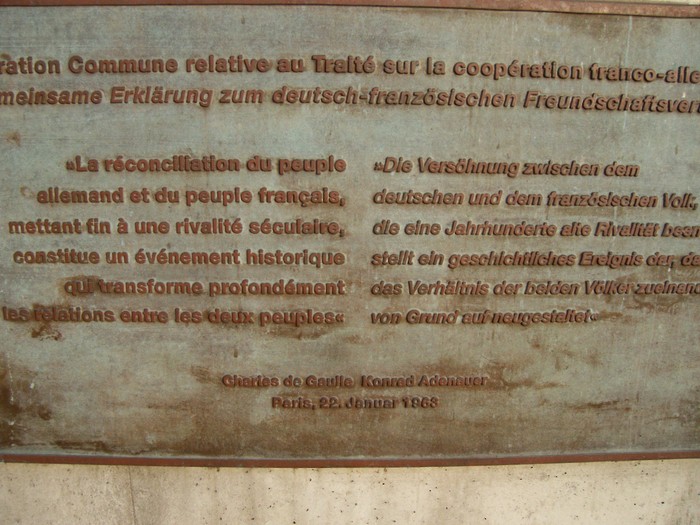 ration Commune relative au Traité sur la coopération franco-alle
meinsame Erklärung zum deutsch-französischen Freundschaftsver
»La réconciliation du peuple
allemand et du peuple français,
mettant fin à une rivalité séculaire,
constitue un événement historique
qui transforme profondément
les relations entre les deux peuples«
»Die Versöhnung zwischen dem
deutschen und dem französischen Volk,
die eine Jahrhunderte alte Rivalität been
stellt ein geschichtliches Ereignis dar, da
das Verhältnis der beiden Völker zueinand
von Grund auf neugestaltet«
Charles de Gaulle Konrad Adenauer
Paris, 22. Januar 1963